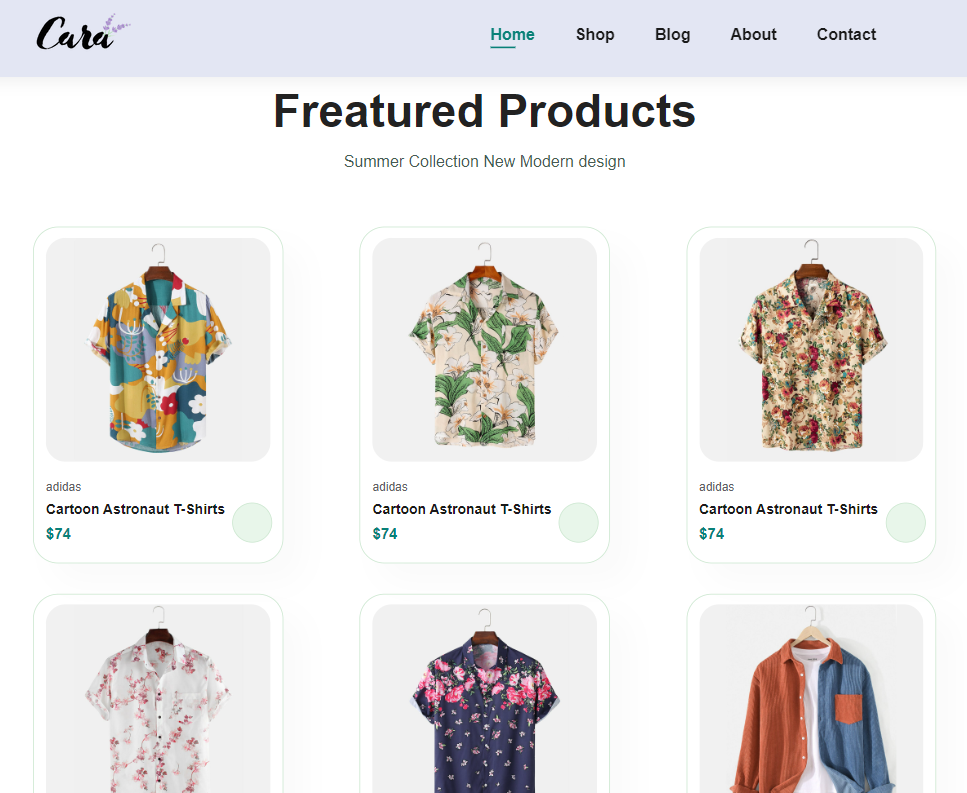 Cara
Home Shop Blog About Contact
Freatured Products
Summer Collection New Modern design
adidas adidas adidas
Cartoon Astronaut T-Shirts Cartoon Astronaut T-Shirts Cartoon Astronaut T-Shirts
$74 $74 $74